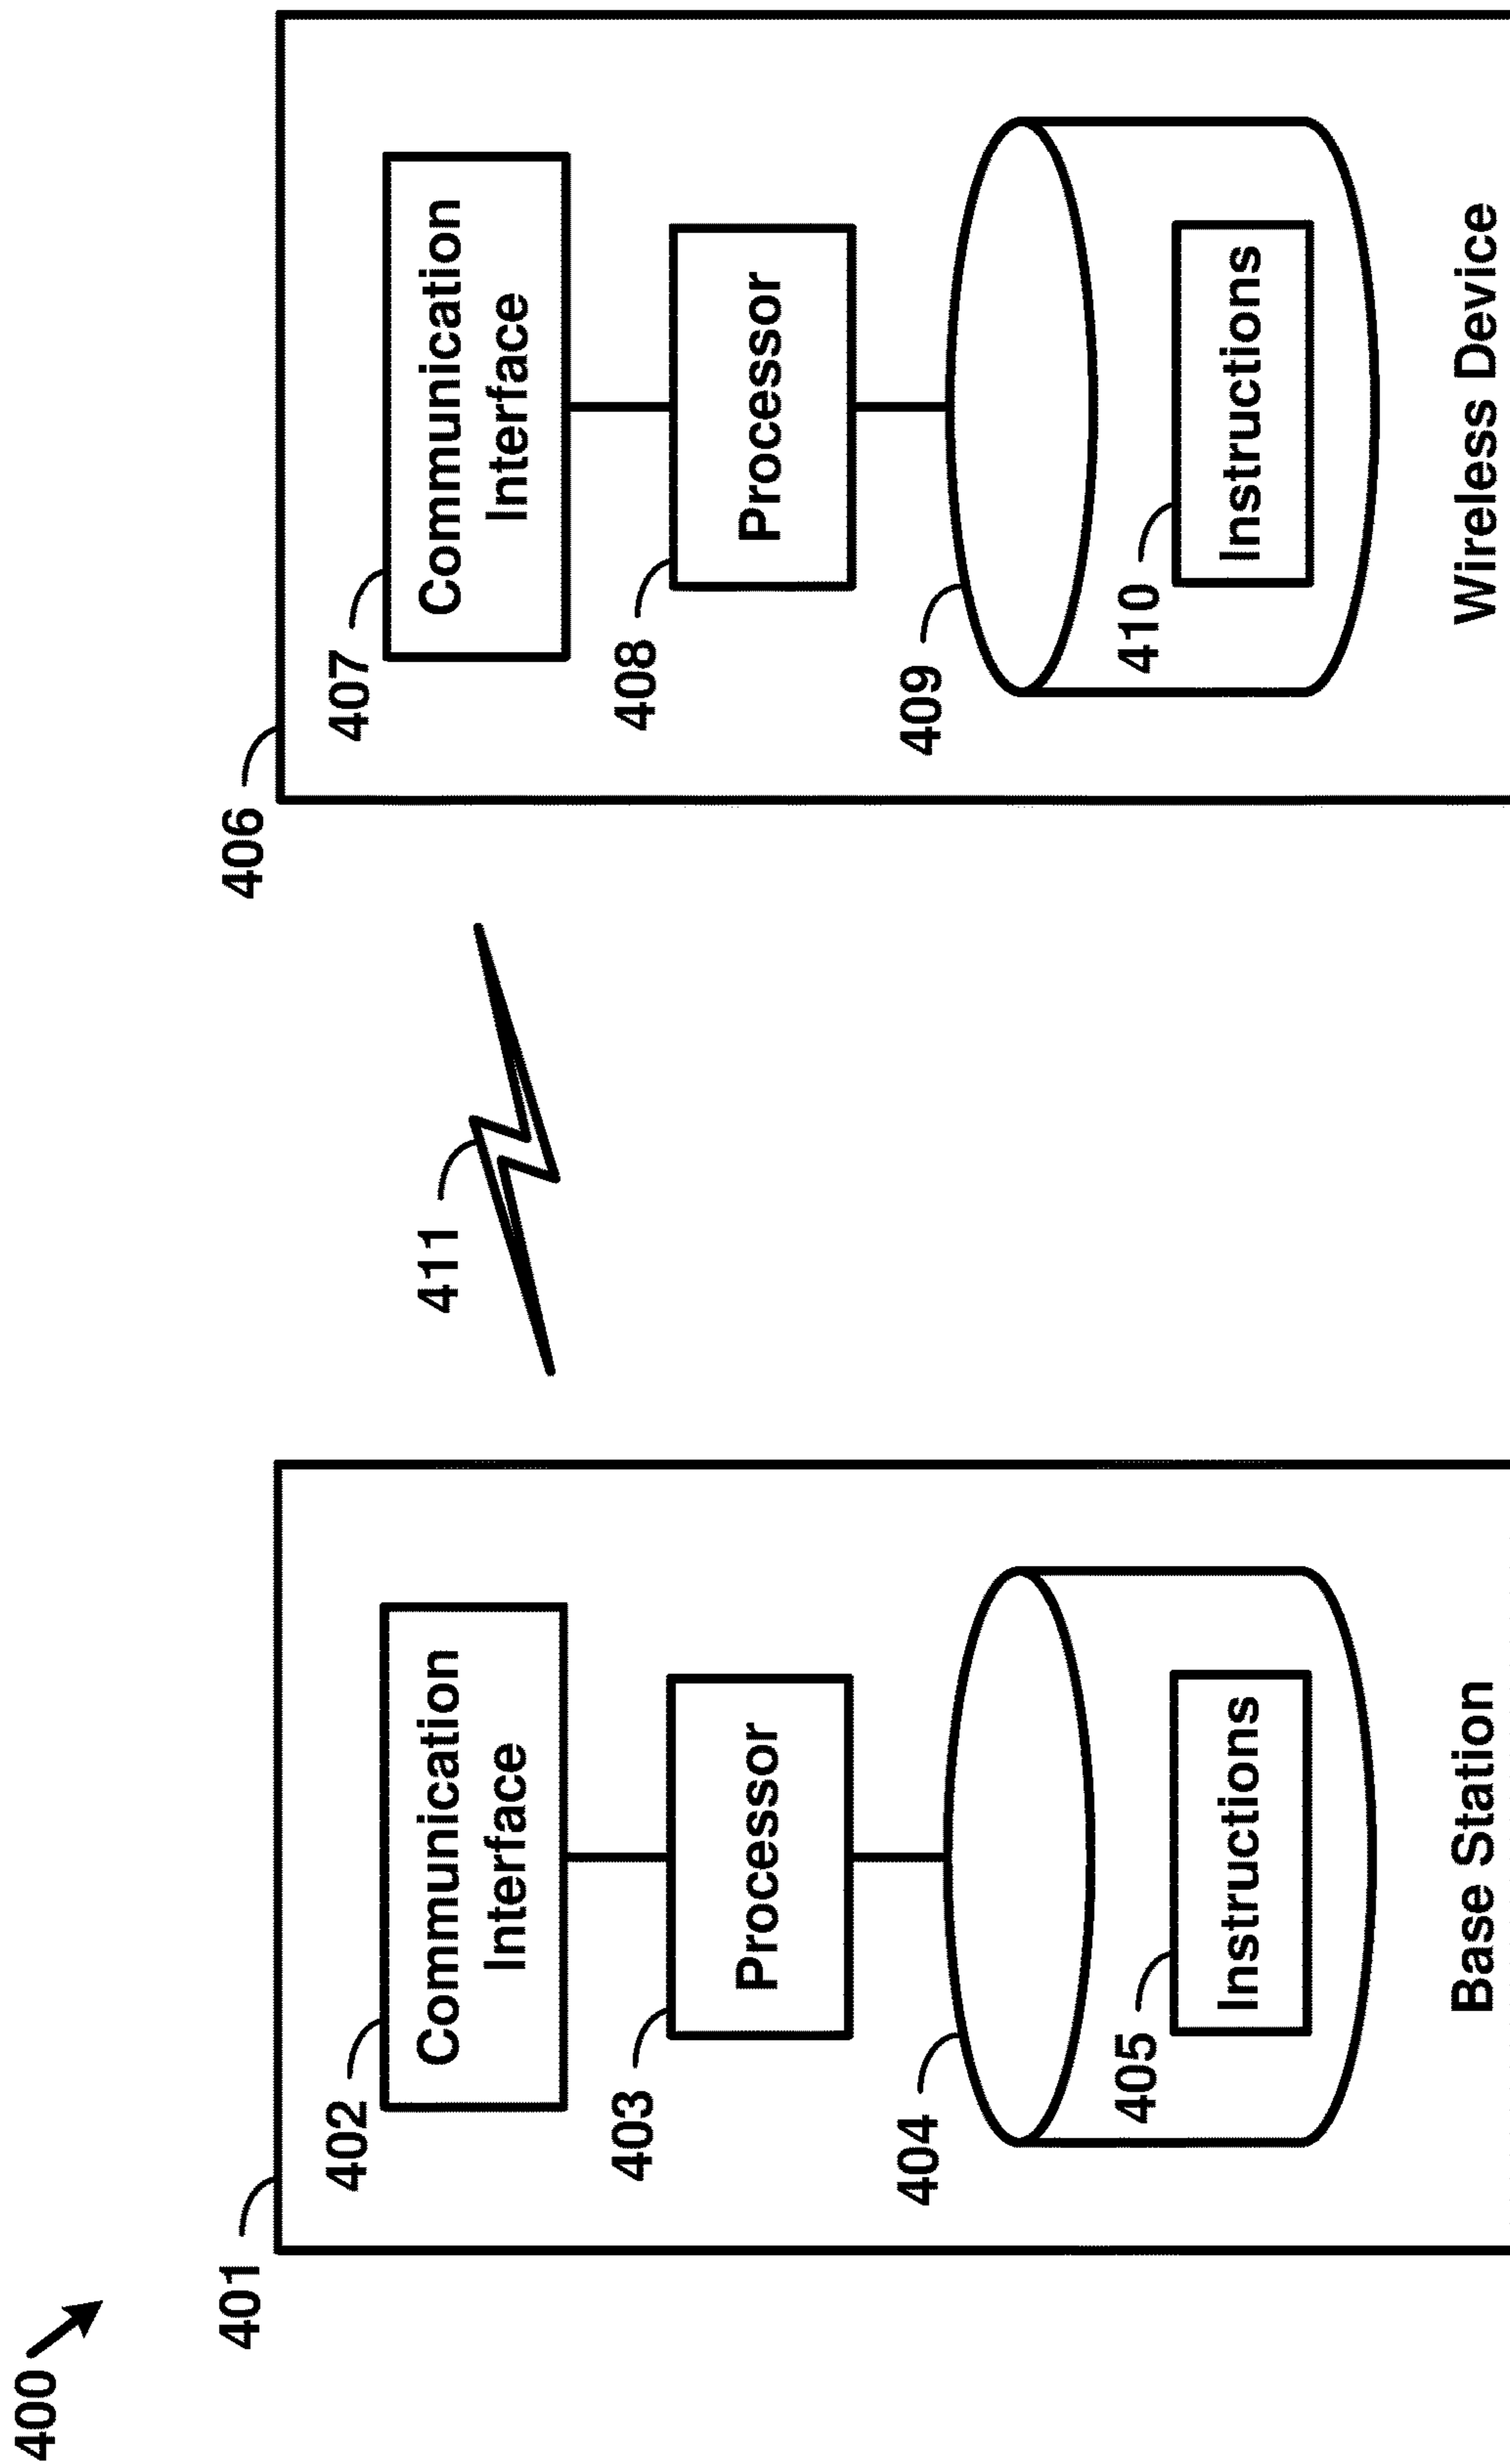 400
401
402
Communication
Interface
403
Processor
404
405
Instructions
Base Station
411
406
407
Communication
Interface
408
Processor
409
410
Instructions
Wireless Device